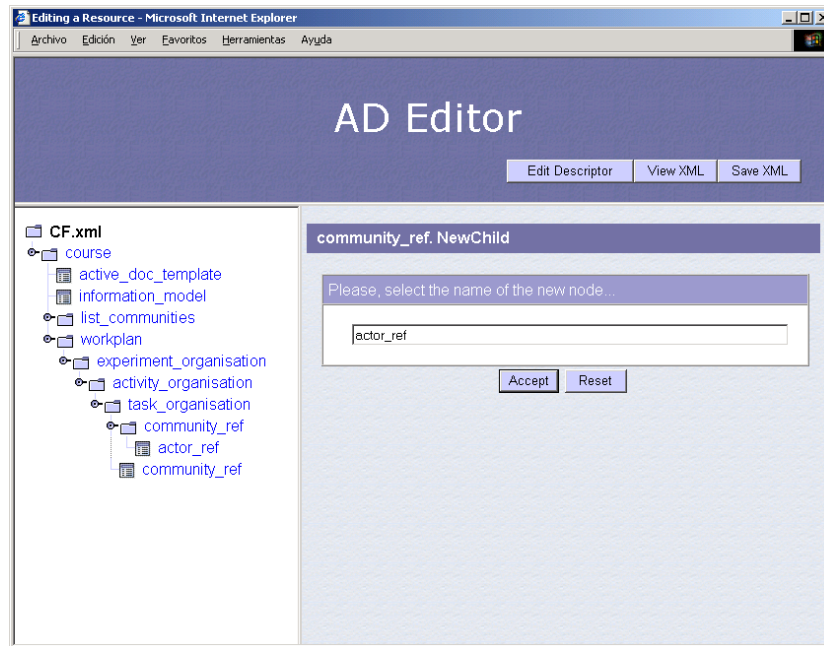 Editing a Resource - Microsoft Internet Explorer
Archivo Edición Ver Favoritos Herramientas Ayuda
AD Editor
Edit Descriptor View XML Save XML
CF.xml
course
active_doc_template
information_model
list_communities
workplan
experiment_organisation
activity_organisation
task_organisation
community_ref
actor_ref
community_ref
community_ref. NewChild
Please, select the name of the new node...
actor_ref
Accept Reset